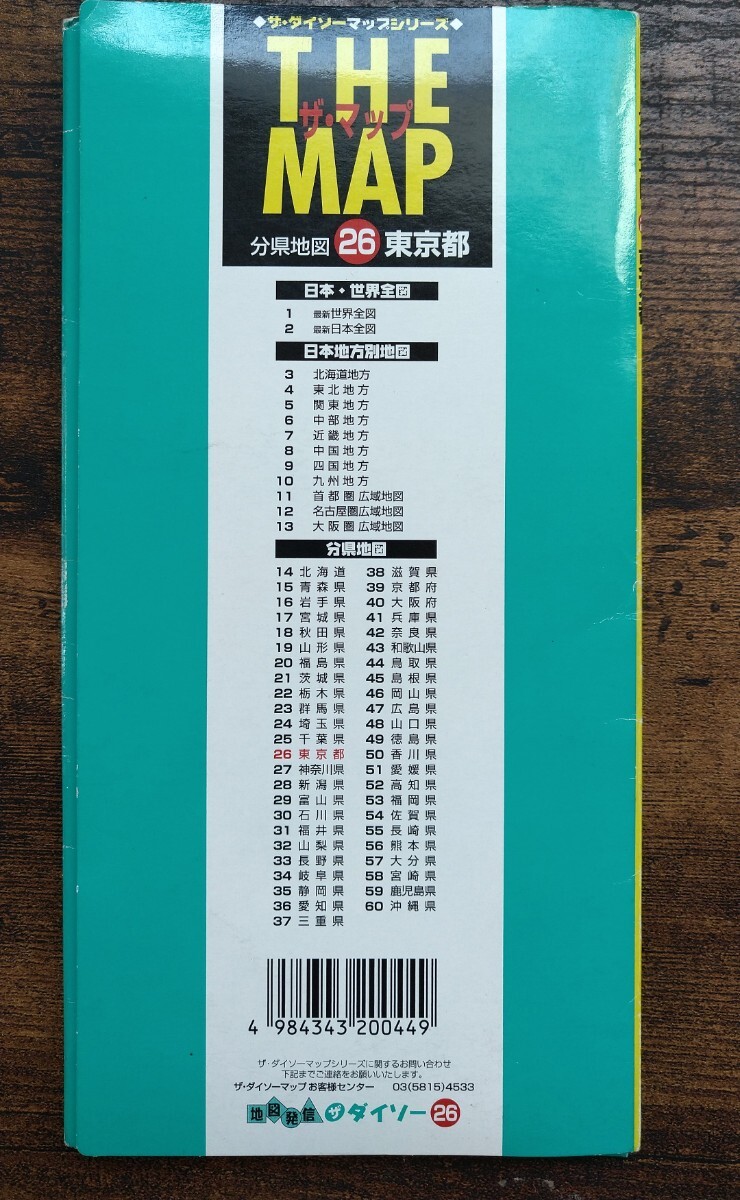 ◆ザ・ダイソーマップシリーズ◆
THE
ザ・マップ
MAP
分県地図 26 東京都
日本・世界全図
1 最新世界全図
2 最新日本全図
日本地方別地図
3 北海道地方
4 東北地方
5 関東地方
6 中部地方
7 近畿地方
8 中国地方
9 四国地方
10 九州地方
11 首都圏広域地図
12 名古屋圏広域地図
13 大阪圏広域地図
分県地図
14 北海道
15 青森県
16 岩手県
17 宮城県
18 秋田県
19 山形県
20 福島県
21 茨城県
22 栃木県
23 群馬県
24 埼玉県
25 千葉県
26 東京都
27 神奈川県
28 新潟県
29 富山県
30 石川県
31 福井県
32 山梨県
33 長野県
34 岐阜県
35 静岡県
36 愛知県
37 三重県
38 滋賀県
39 京都府
40 大阪府
41 兵庫県
42 奈良県
43 和歌山県
44 鳥取県
45 島根県
46 岡山県
47 広島県
48 山口県
49 徳島県
50 香川県
51 愛媛県
52 高知県
53 福岡県
54 佐賀県
55 長崎県
56 熊本県
57 大分県
58 宮崎県
59 鹿児島県
60 沖縄県
4 984343 200449
ザ・ダイソーマップシリーズに関するお問い合わせ
下記までご連絡をお願いいたします。
ザ・ダイソーマップお客様センター 03(5815)4533
地図発信 ザ ダイソー 26